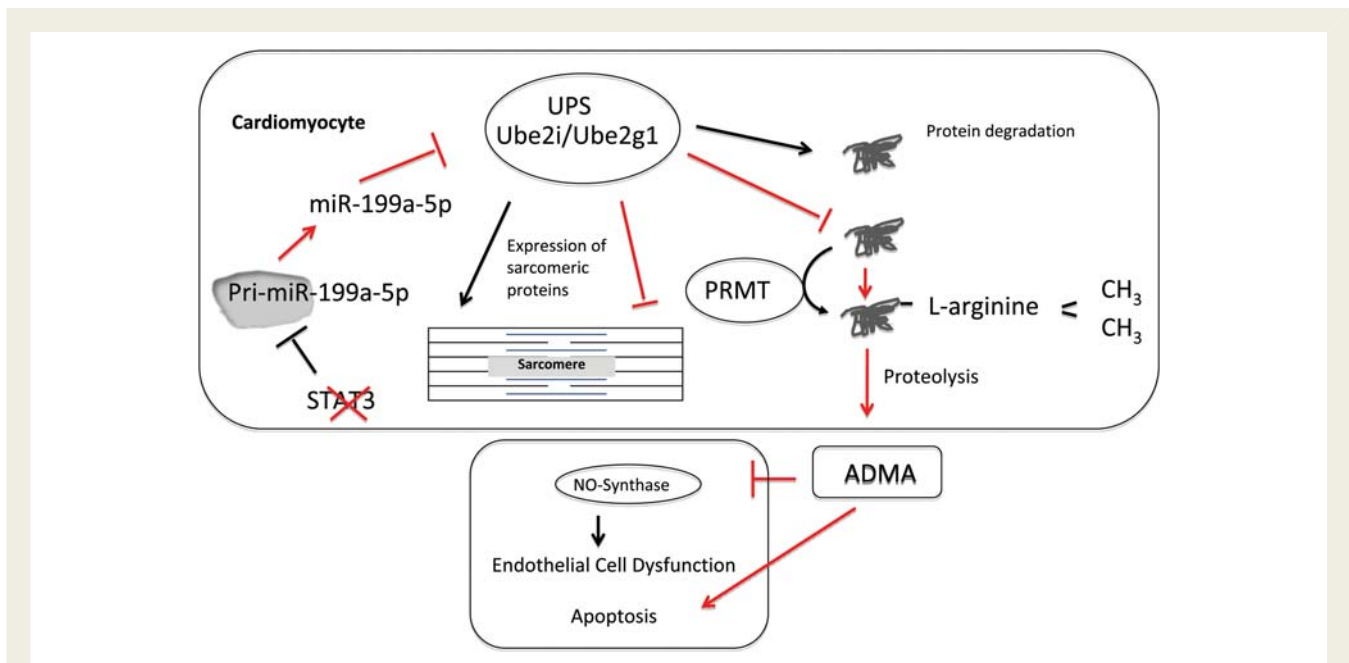 UPS
Ube2i/Ube2g1
Cardiomyocyte
Protein degradation
miR-199a-5p
Expression of
sarcomeric
proteins
Pri-miR-199a-5p
PRMT
L-arginine ≤
CH₃
CH₃
Sarcomere
STAT3
Proteolysis
ADMA
NO-Synthase
Endothelial Cell Dysfunction
Apoptosis